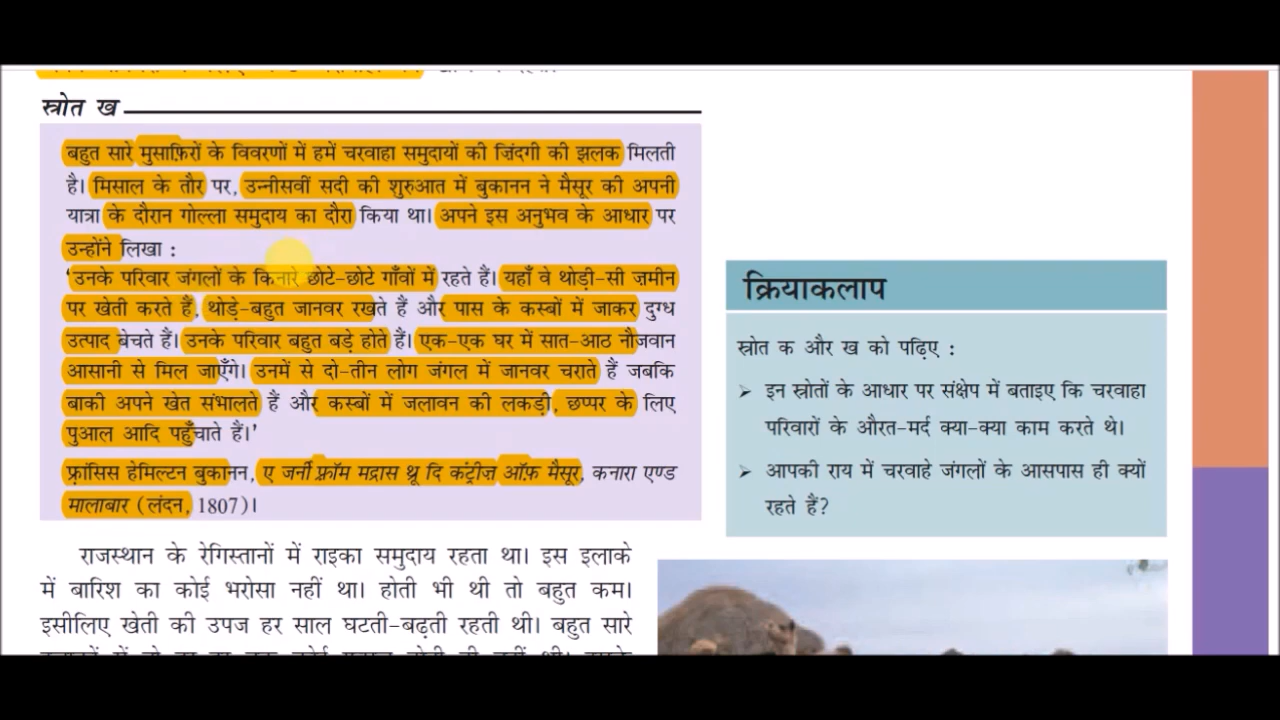 स्रोत ख
बहुत सारे मुसाफ़िरों के विवरणों में हमें चरवाहा समुदायों की ज़िंदगी की झलक मिलती
है। मिसाल के तौर पर, उन्नीसवीं सदी की शुरुआत में बुकानन ने मैसूर की अपनी
यात्रा के दौरान गोल्ला समुदाय का दौरा किया था। अपने इस अनुभव के आधार पर
उन्होंने लिखा :
'उनके परिवार जंगलों के किनारे छोटे-छोटे गाँवों में रहते हैं। यहाँ वे थोड़ी-सी ज़मीन
पर खेती करते हैं, थोड़े-बहुत जानवर रखते हैं और पास के कस्बों में जाकर दुग्ध
उत्पाद बेचते हैं। उनके परिवार बहुत बड़े होते हैं। एक-एक घर में सात-आठ नौजवान
आसानी से मिल जाएँगे। उनमें से दो-तीन लोग जंगल में जानवर चराते हैं जबकि
बाकी अपने खेत संभालते हैं और कस्बों में जलावन की लकड़ी, छप्पर के लिए
पुआल आदि पहुँचाते हैं।'
फ़्रांसिस हेमिल्टन बुकानन, ए जर्नी फ़्रॉम मद्रास थ्रू दि कंट्रीज़ ऑफ़ मैसूर, कनारा एण्ड
मालाबार (लंदन, 1807)।
राजस्थान के रेगिस्तानों में राइका समुदाय रहता था। इस इलाके
में बारिश का कोई भरोसा नहीं था। होती भी थी तो बहुत कम।
इसीलिए खेती की उपज हर साल घटती-बढ़ती रहती थी। बहुत सारे
क्रियाकलाप
स्रोत क और ख को पढ़िए :
➢ इन स्रोतों के आधार पर संक्षेप में बताइए कि चरवाहा
परिवारों के औरत-मर्द क्या-क्या काम करते थे।
➢ आपकी राय में चरवाहे जंगलों के आसपास ही क्यों
रहते हैं?